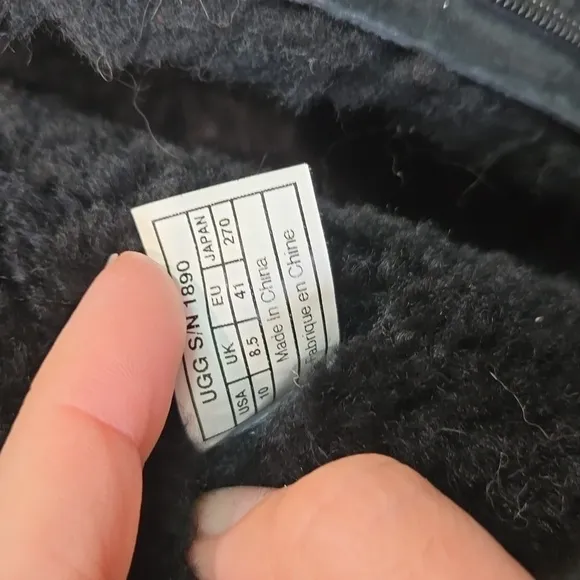 UGG S/N 1890
USA UK EU JAPAN
10 8.5 41 270
Made In China
Fabrique en Chine